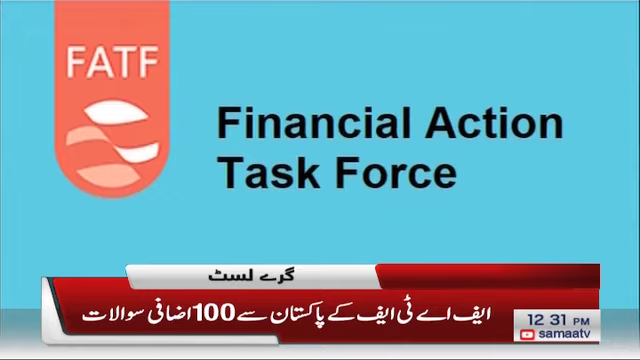 FATF
Financial Action
Task Force
گرے لسٹ
ایف اے ٹی ایف کے پاکستان سے 100 اضافی سوالات
12 31 PM
samaatv